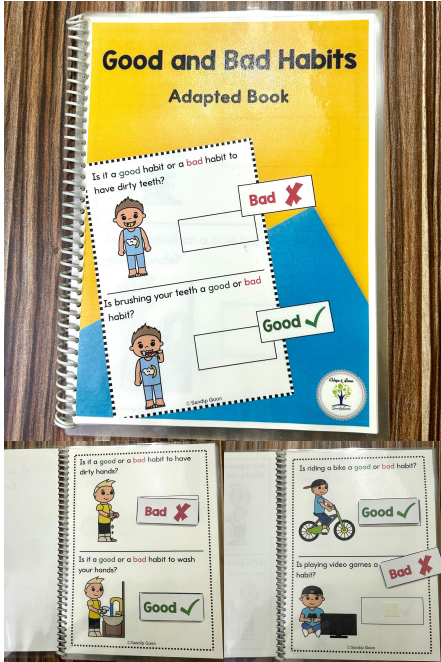 Good and Bad Habits
Adapted Book
Is it a good habit or a bad habit to
have dirty teeth?
Bad
Is brushing your teeth a good or bad
habit?
Good
©Sandip Goon
Is it a good or a bad habit to have
dirty hands?
Bad
Is it a good or a bad habit to wash
your hands?
Good
©Sandip Goon
Is riding a bike a good or bad habit?
Good
Is playing video games a
habit?
Bad
©Sandip Goon